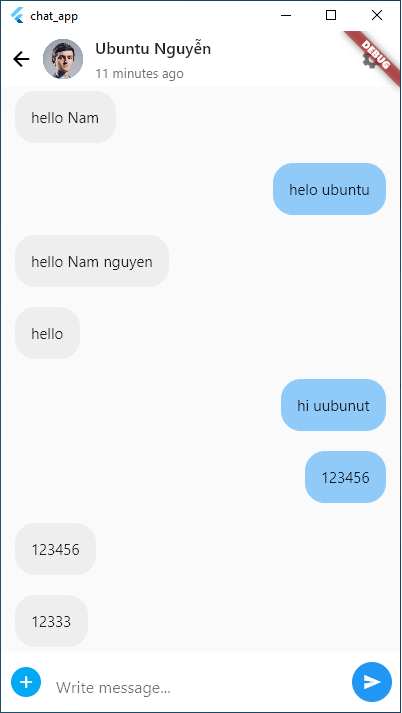 chat_app
Ubuntu Nguyễn
11 minutes ago
DEBUG
hello Nam
helo ubuntu
hello Nam nguyen
hello
hi uubunut
123456
123456
12333
Write message...